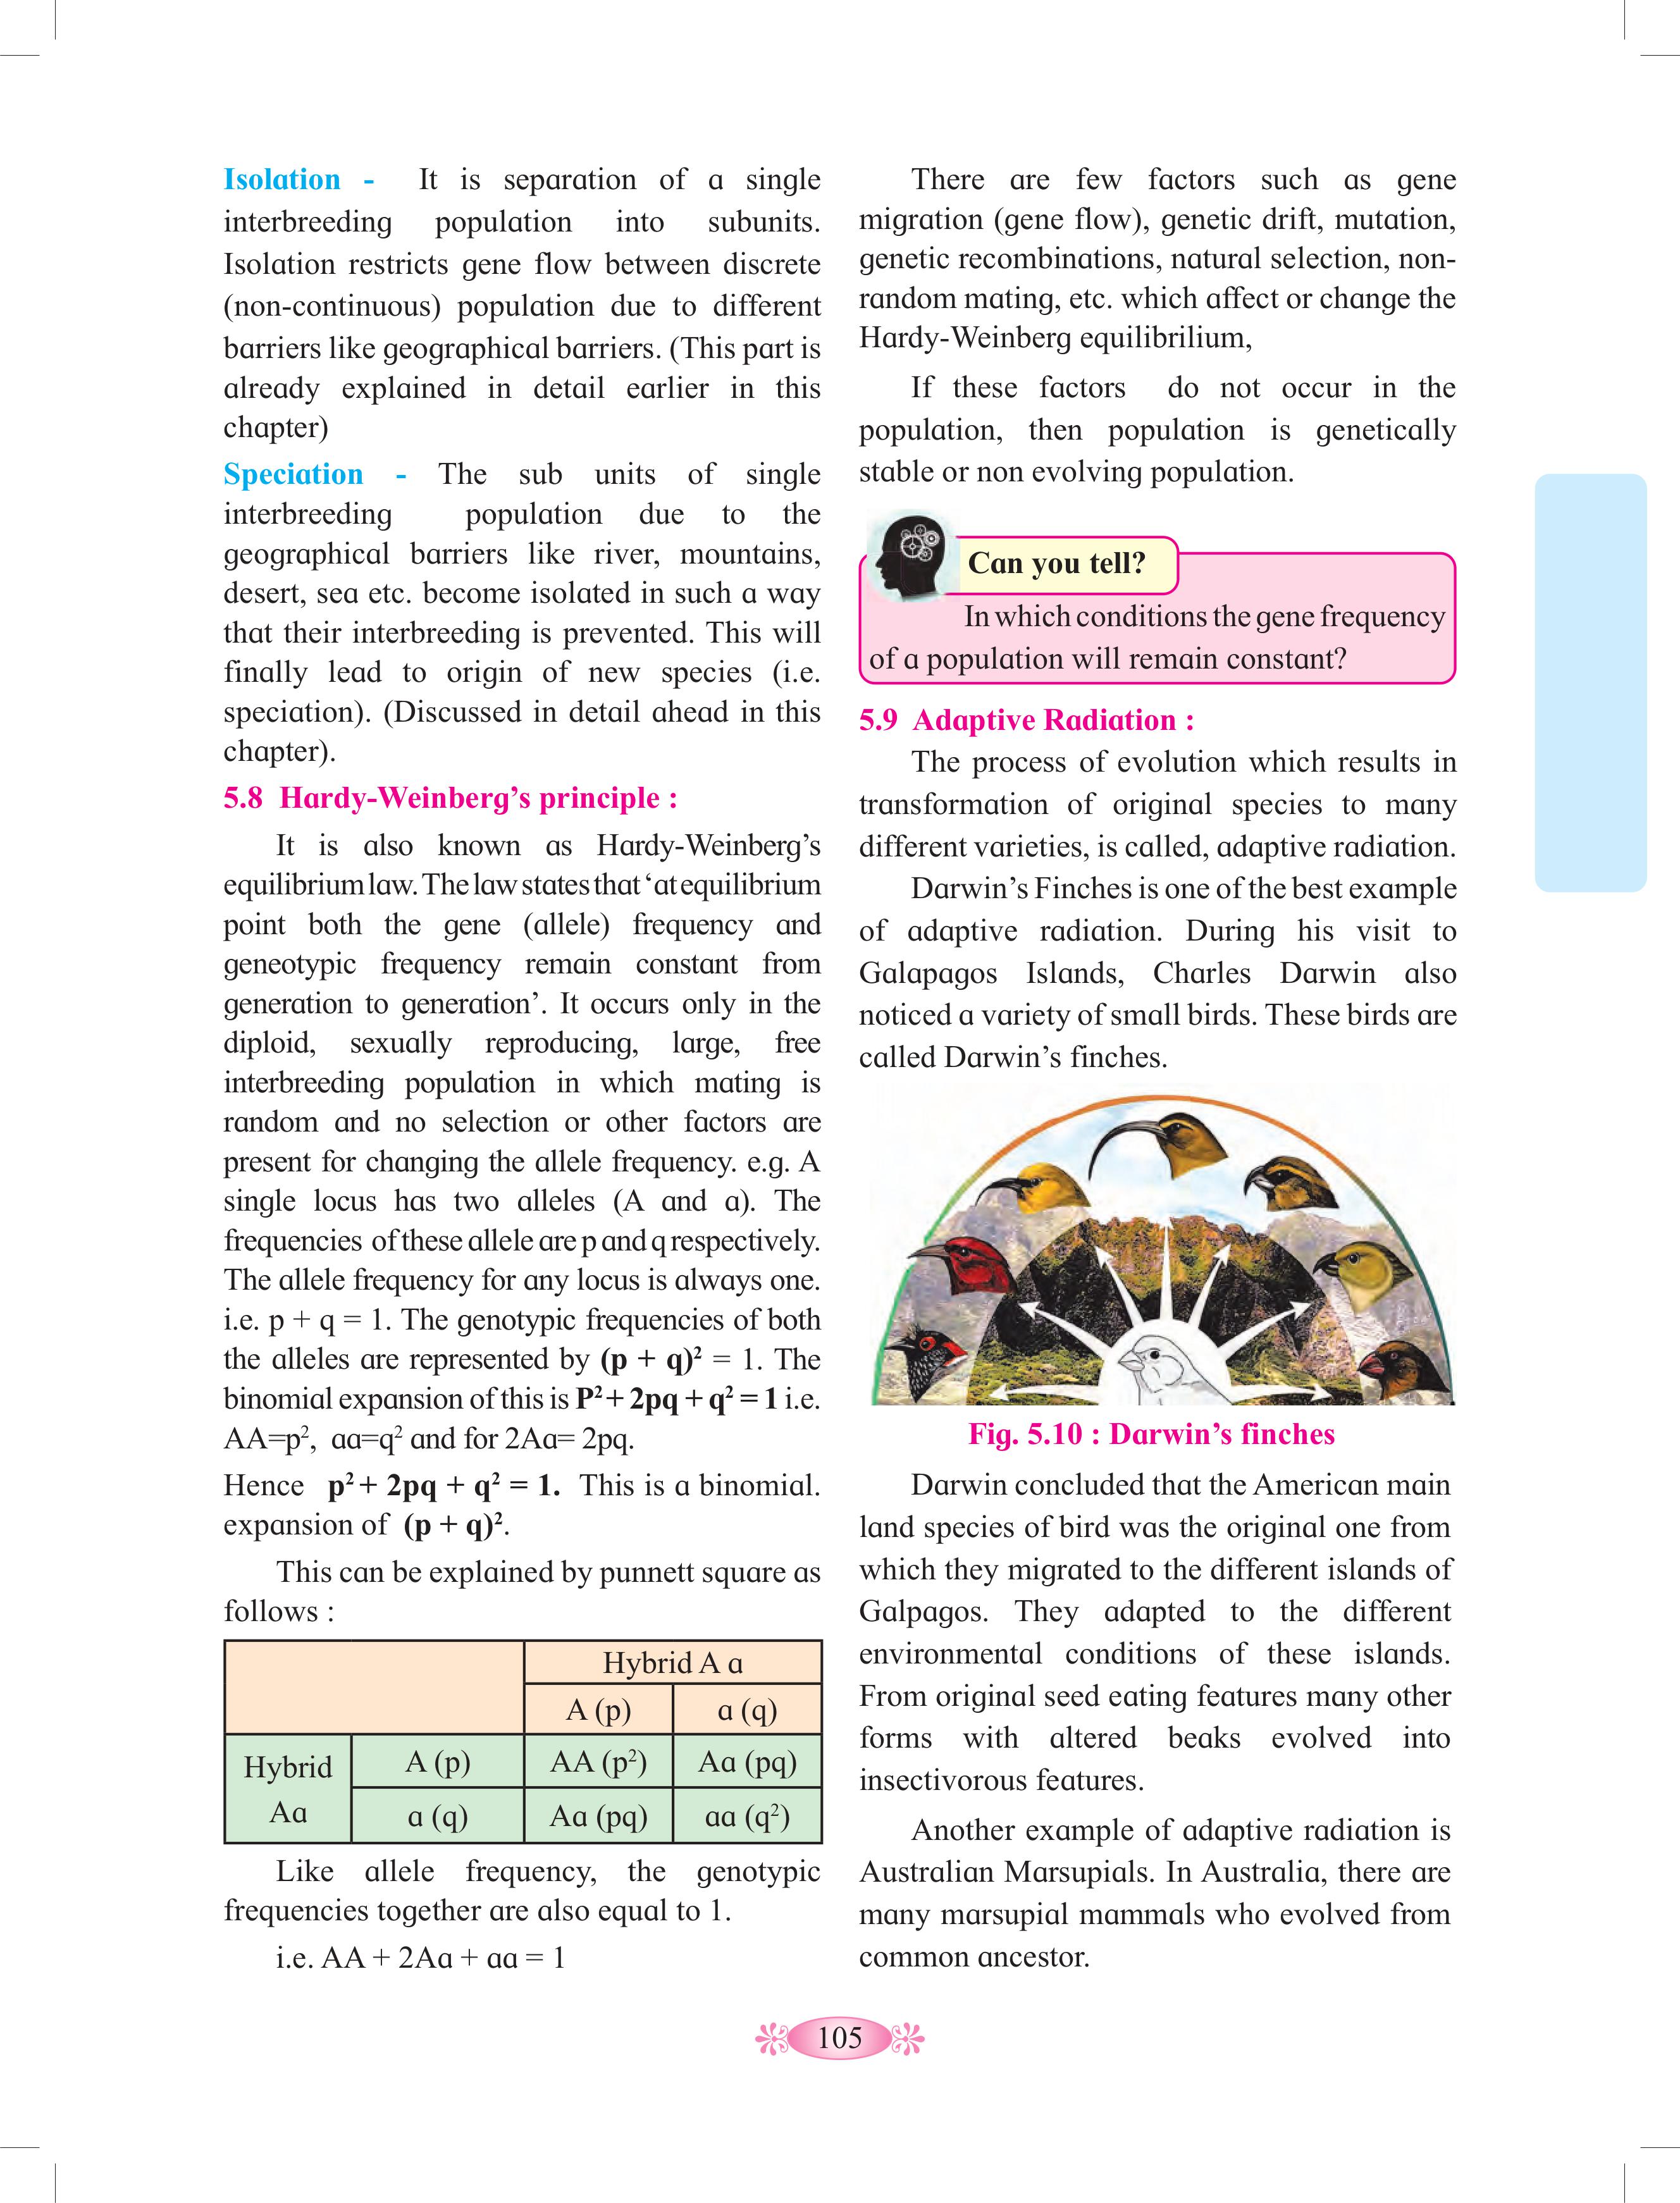 Isolation - It is separation of a single
interbreeding population into subunits.
Isolation restricts gene flow between discrete
(non-continuous) population due to different
barriers like geographical barriers. (This part is
already explained in detail earlier in this
chapter)
Speciation - The sub units of single
interbreeding population due to the
geographical barriers like river, mountains,
desert, sea etc. become isolated in such a way
that their interbreeding is prevented. This will
finally lead to origin of new species (i.e.
speciation). (Discussed in detail ahead in this
chapter).
5.8 Hardy-Weinberg’s principle :
It is also known as Hardy-Weinberg’s
equilibrium law. The law states that ‘at equilibrium
point both the gene (allele) frequency and
geneotypic frequency remain constant from
generation to generation’. It occurs only in the
diploid, sexually reproducing, large, free
interbreeding population in which mating is
random and no selection or other factors are
present for changing the allele frequency. e.g. A
single locus has two alleles (A and a). The
frequencies of these allele are p and q respectively.
The allele frequency for any locus is always one.
i.e. p + q = 1. The genotypic frequencies of both
the alleles are represented by (p + q)² = 1. The
binomial expansion of this is P² + 2pq + q² = 1 i.e.
AA=p², aa=q² and for 2Aa= 2pq.
Hence p² + 2pq + q² = 1. This is a binomial.
expansion of (p + q)².
This can be explained by punnett square as
follows :
Hybrid A a
A (p) a (q)
Hybrid Aa
A (p) AA (p²) Aa (pq)
a (q) Aa (pq) aa (q²)
Like allele frequency, the genotypic
frequencies together are also equal to 1.
i.e. AA + 2Aa + aa = 1
There are few factors such as gene
migration (gene flow), genetic drift, mutation,
genetic recombinations, natural selection, non-
random mating, etc. which affect or change the
Hardy-Weinberg equilibrilium,
If these factors do not occur in the
population, then population is genetically
stable or non evolving population.
Can you tell?
In which conditions the gene frequency
of a population will remain constant?
5.9 Adaptive Radiation :
The process of evolution which results in
transformation of original species to many
different varieties, is called, adaptive radiation.
Darwin’s Finches is one of the best example
of adaptive radiation. During his visit to
Galapagos Islands, Charles Darwin also
noticed a variety of small birds. These birds are
called Darwin’s finches.
Fig. 5.10 : Darwin’s finches
Darwin concluded that the American main
land species of bird was the original one from
which they migrated to the different islands of
Galpagos. They adapted to the different
environmental conditions of these islands.
From original seed eating features many other
forms with altered beaks evolved into
insectivorous features.
Another example of adaptive radiation is
Australian Marsupials. In Australia, there are
many marsupial mammals who evolved from
common ancestor.
105